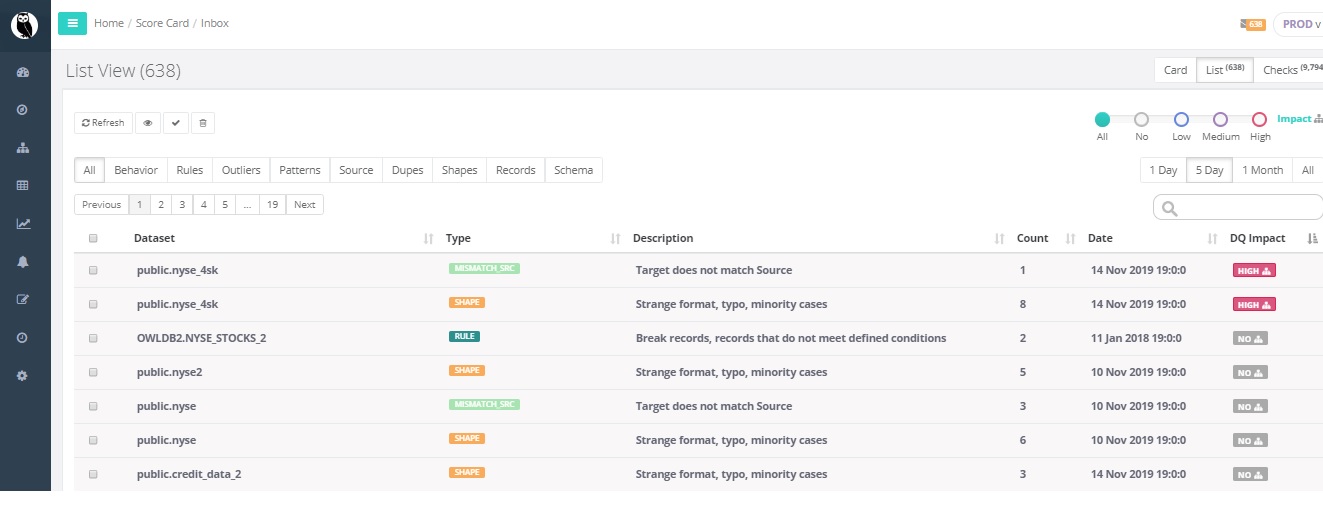 Home / Score Card / Inbox
638
PROD v
List View (638)
Card List (638) Checks (9,794
Refresh
All No Low Medium High Impact
All Behavior Rules Outliers Patterns Source Dupes Shapes Records Schema
1 Day 5 Day 1 Month All
Previous 1 2 3 4 5 ... 19 Next
Dataset Type Description Count Date DQ Impact
public.nyse_4sk MISMATCH_SRC Target does not match Source 1 14 Nov 2019 19:0:0 HIGH
public.nyse_4sk SHAPE Strange format, typo, minority cases 8 14 Nov 2019 19:0:0 HIGH
OWLDB2.NYSE_STOCKS_2 RULE Break records, records that do not meet defined conditions 2 11 Jan 2018 19:0:0 NO
public.nyse2 SHAPE Strange format, typo, minority cases 5 10 Nov 2019 19:0:0 NO
public.nyse MISMATCH_SRC Target does not match Source 3 10 Nov 2019 19:0:0 NO
public.nyse SHAPE Strange format, typo, minority cases 6 10 Nov 2019 19:0:0 NO
public.credit_data_2 SHAPE Strange format, typo, minority cases 3 14 Nov 2019 19:0:0 NO